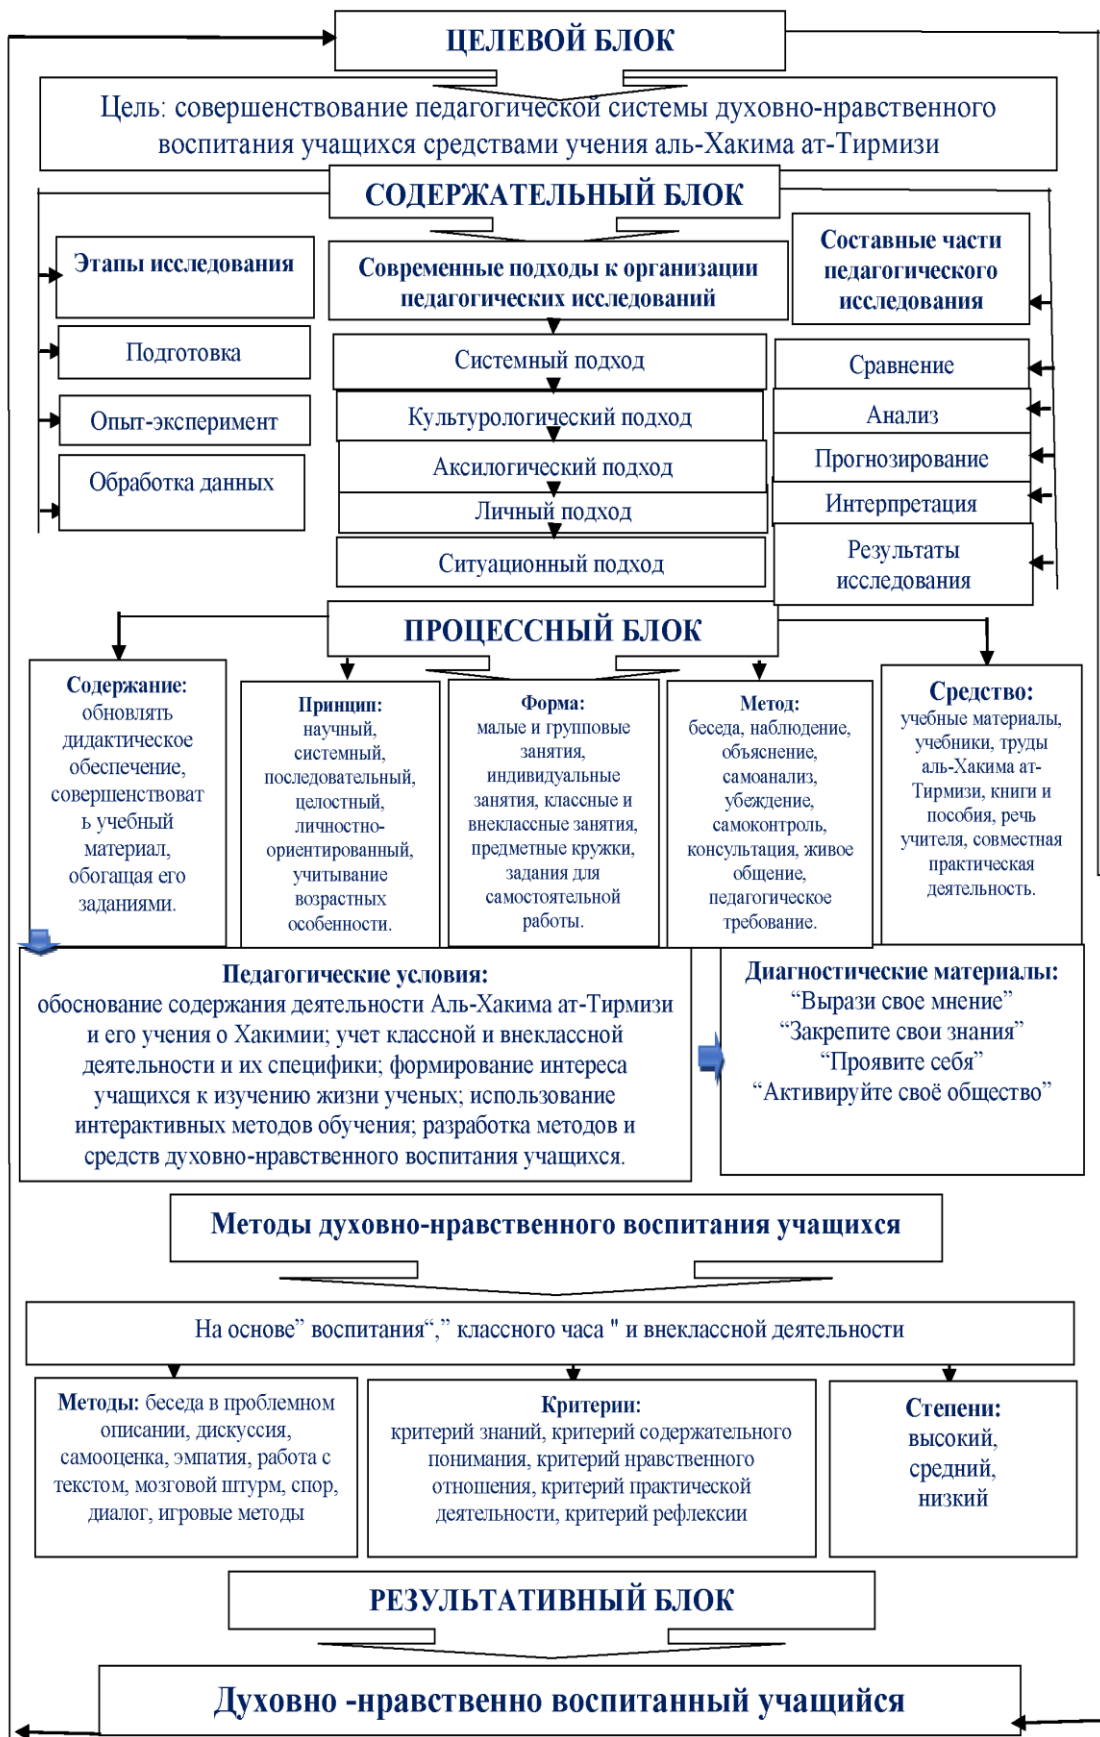 ЦЕЛЕВОЙ БЛОК
Цель: совершенствование педагогической системы духовно-нравственного
воспитания учащихся средствами учения аль-Хакима ат-Тирмизи
СОДЕРЖАТЕЛЬНЫЙ БЛОК
Этапы исследования
Подготовка
Опыт-эксперимент
Обработка данных
Современные подходы к организации
педагогических исследований
Системный подход
Культурологический подход
Аксилогический подход
Личный подход
Ситуационный подход
Составные части
педагогического
исследования
Сравнение
Анализ
Прогнозирование
Интерпретация
Результаты
исследования
ПРОЦЕССНЫЙ БЛОК
Содержание:
обновлять
дидактическое
обеспечение,
совершенствоват
ь учебный
материал,
обогащая его
заданиями.
Принцип:
научный,
системный,
последовательный,
целостный,
личностно-
ориентированный,
учитывание
возрастных
особенности.
Форма:
малые и групповые
занятия,
индивидуальные
занятия, классные и
внеклассные занятия,
предметные кружки,
задания для
самостоятельной
работы.
Метод:
беседа, наблюдение,
объяснение,
самоанализ,
убеждение,
самоконтроль,
консультация, живое
общение,
педагогическое
требование.
Средство:
учебные материалы,
учебники, труды
аль-Хакима ат-
Тирмизи, книги и
пособия, речь
учителя, совместная
практическая
деятельность.
Педагогические условия:
обоснование содержания деятельности Аль-Хакима ат-Тирмизи
и его учения о Хакимии; учет классной и внеклассной
деятельности и их специфики; формирование интереса
учащихся к изучению жизни ученых; использование
интерактивных методов обучения; разработка методов и
средств духовно-нравственного воспитания учащихся.
Диагностические материалы:
“Вырази свое мнение”
“Закрепите свои знания”
“Проявите себя”
“Активируйте своё общество”
Методы духовно-нравственного воспитания учащихся
На основе” воспитания“,” классного часа " и внеклассной деятельности
Методы: беседа в проблемном
описании, дискуссия,
самооценка, эмпатия, работа с
текстом, мозговой штурм, спор,
диалог, игровые методы
Критерии:
критерий знаний, критерий содержательного
понимания, критерий нравственного
отношения, критерий практической
деятельности, критерий рефлексии
Степени:
высокий,
средний,
низкий
РЕЗУЛЬТАТИВНЫЙ БЛОК
Духовно -нравственно воспитанный учащийся